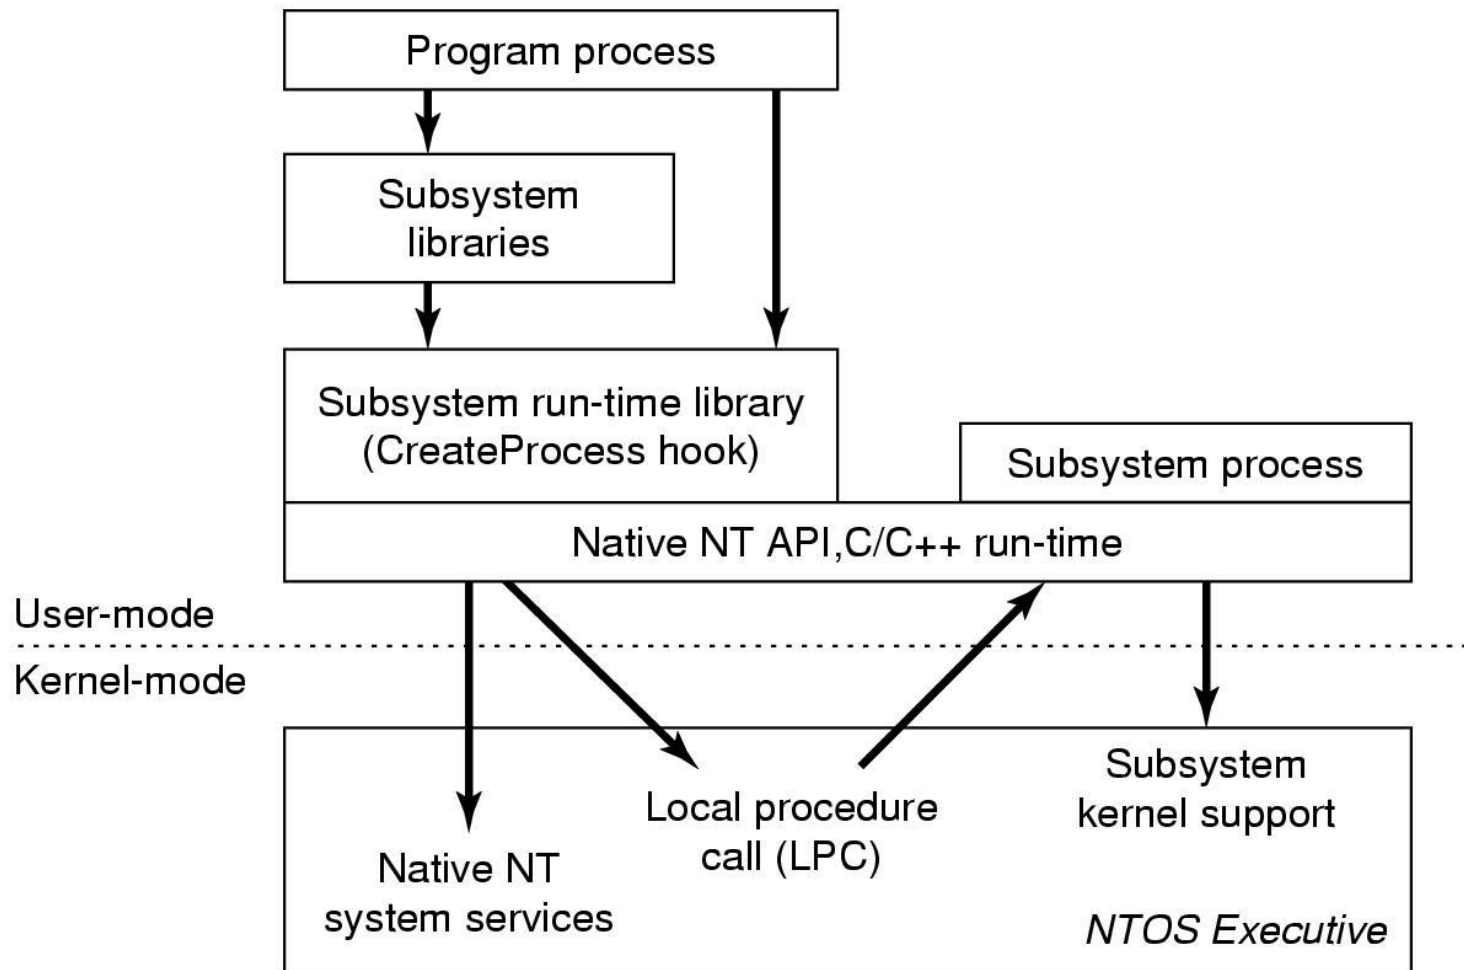 Program process
Subsystem
libraries
Subsystem run-time library
(CreateProcess hook)
Subsystem process
Native NT API,C/C++ run-time
User-mode
Kernel-mode
Subsystem
kernel support
Local procedure
call (LPC)
Native NT
system services
NTOS Executive